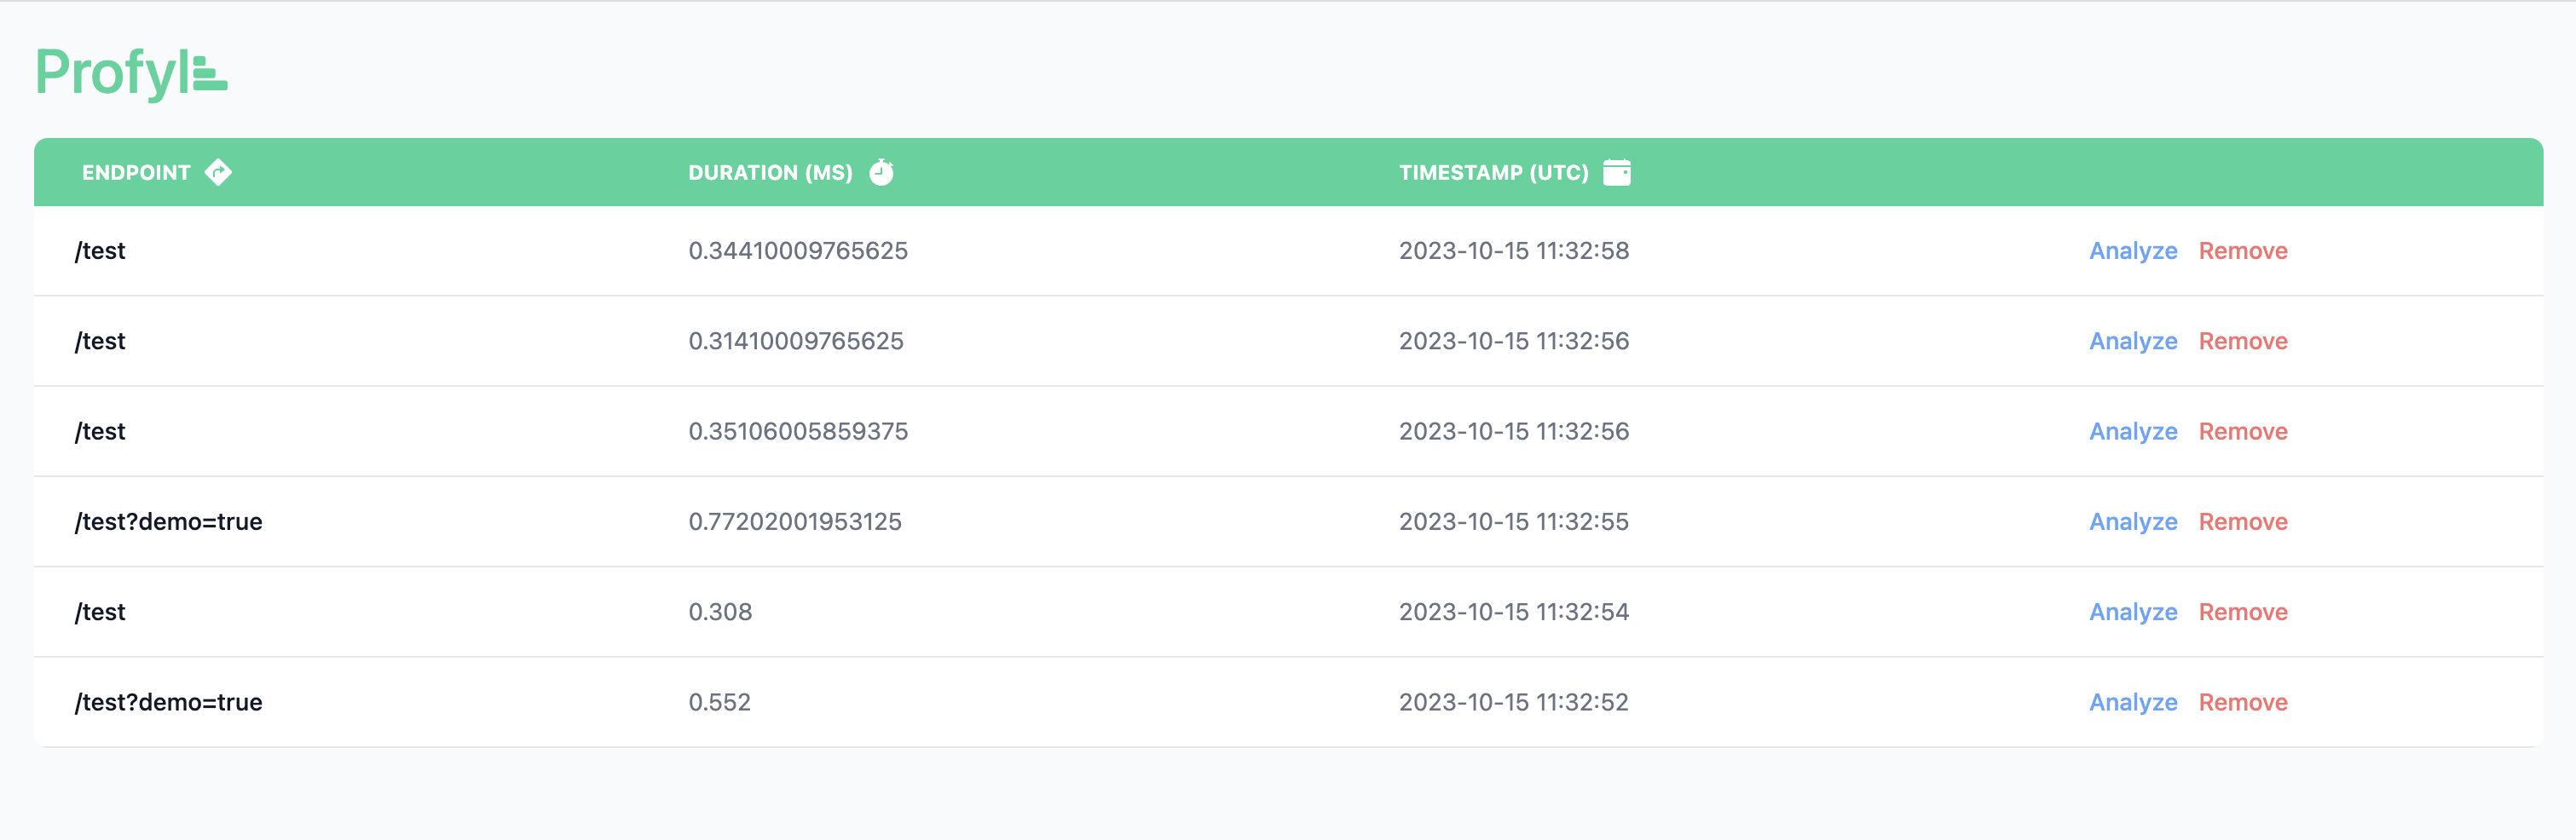 Profyl
ENDPOINT DURATION (MS) TIMESTAMP (UTC)
/test 0.34410009765625 2023-10-15 11:32:58 Analyze Remove
/test 0.31410009765625 2023-10-15 11:32:56 Analyze Remove
/test 0.35106005859375 2023-10-15 11:32:56 Analyze Remove
/test?demo=true 0.77202001953125 2023-10-15 11:32:55 Analyze Remove
/test 0.308 2023-10-15 11:32:54 Analyze Remove
/test?demo=true 0.552 2023-10-15 11:32:52 Analyze Remove